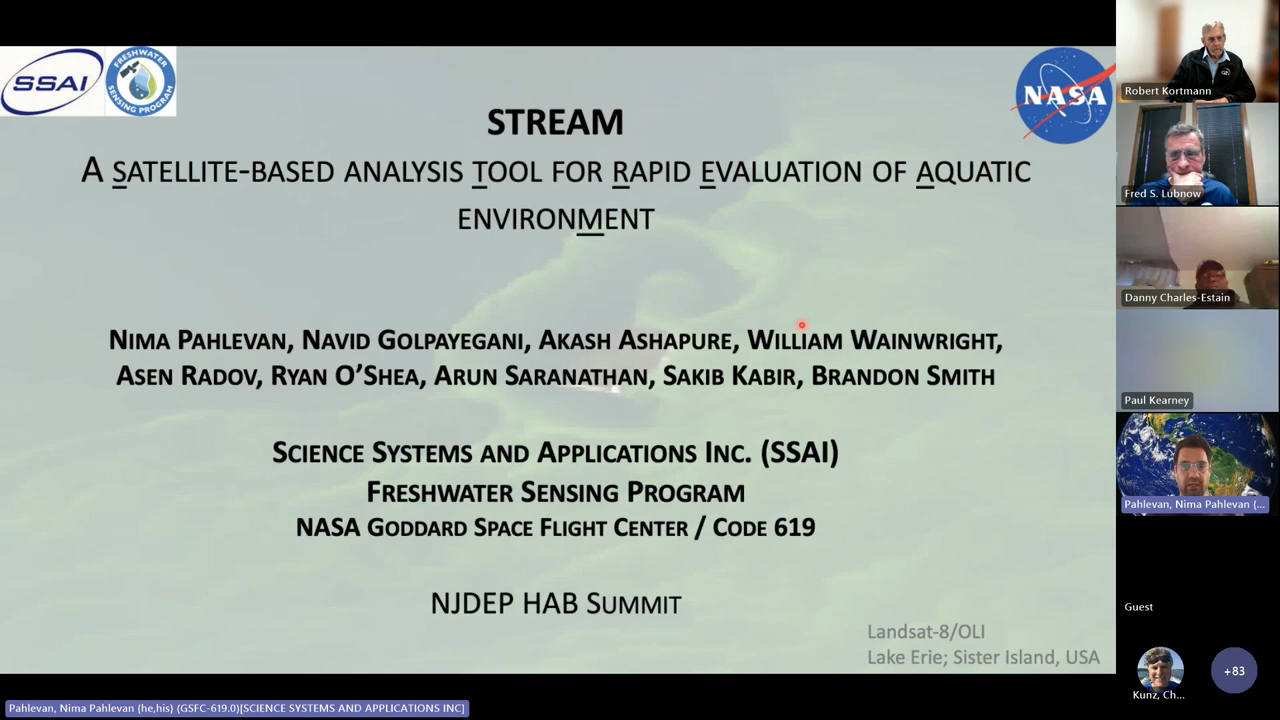 SSAI
FRESHWATER SENSING PROGRAM
NASA
STREAM
A SATELLITE-BASED ANALYSIS TOOL FOR RAPID EVALUATION OF AQUATIC
ENVIRONMENT
NIMA PAHLEVAN, NAVID GOLPAYEGANI, AKASH ASHAPURE, WILLIAM WAINWRIGHT,
ASEN RADOV, RYAN O'SHEA, ARUN SARANATHAN, SAKIB KABIR, BRANDON SMITH
SCIENCE SYSTEMS AND APPLICATIONS INC. (SSAI)
FRESHWATER SENSING PROGRAM
NASA GODDARD SPACE FLIGHT CENTER / CODE 619
NJDEP HAB SUMMIT
Landsat-8/OLI
Lake Erie; Sister Island, USA
Robert Kortmann
Fred S. Lubnow
Danny Charles-Estain
Paul Kearney
Pahlevan, Nima Pahlevan {...
Guest
Kunz, Ch...
+83
Pahlevan, Nima Pahlevan {he,his} (GSFC-619.0)[SCIENCE SYSTEMS AND APPLICATIONS INC]